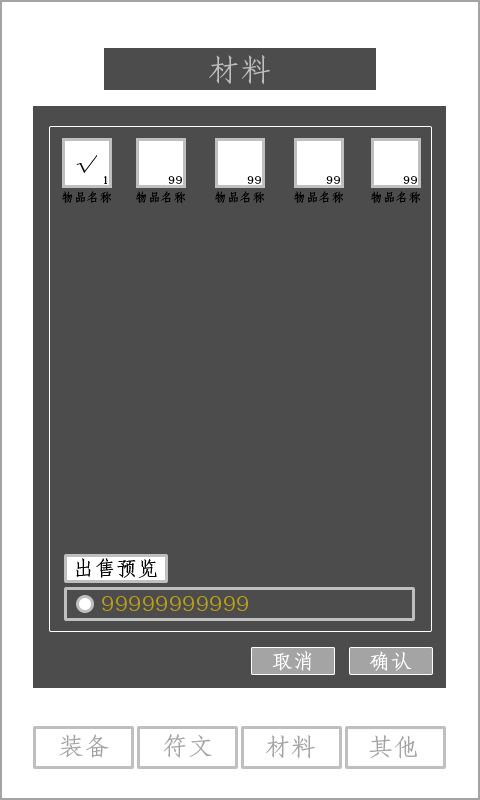 材料
√
1 99 99 99 99
物品名称 物品名称 物品名称 物品名称 物品名称
出售预览
99999999999
取消 确认
装备 符文 材料 其他